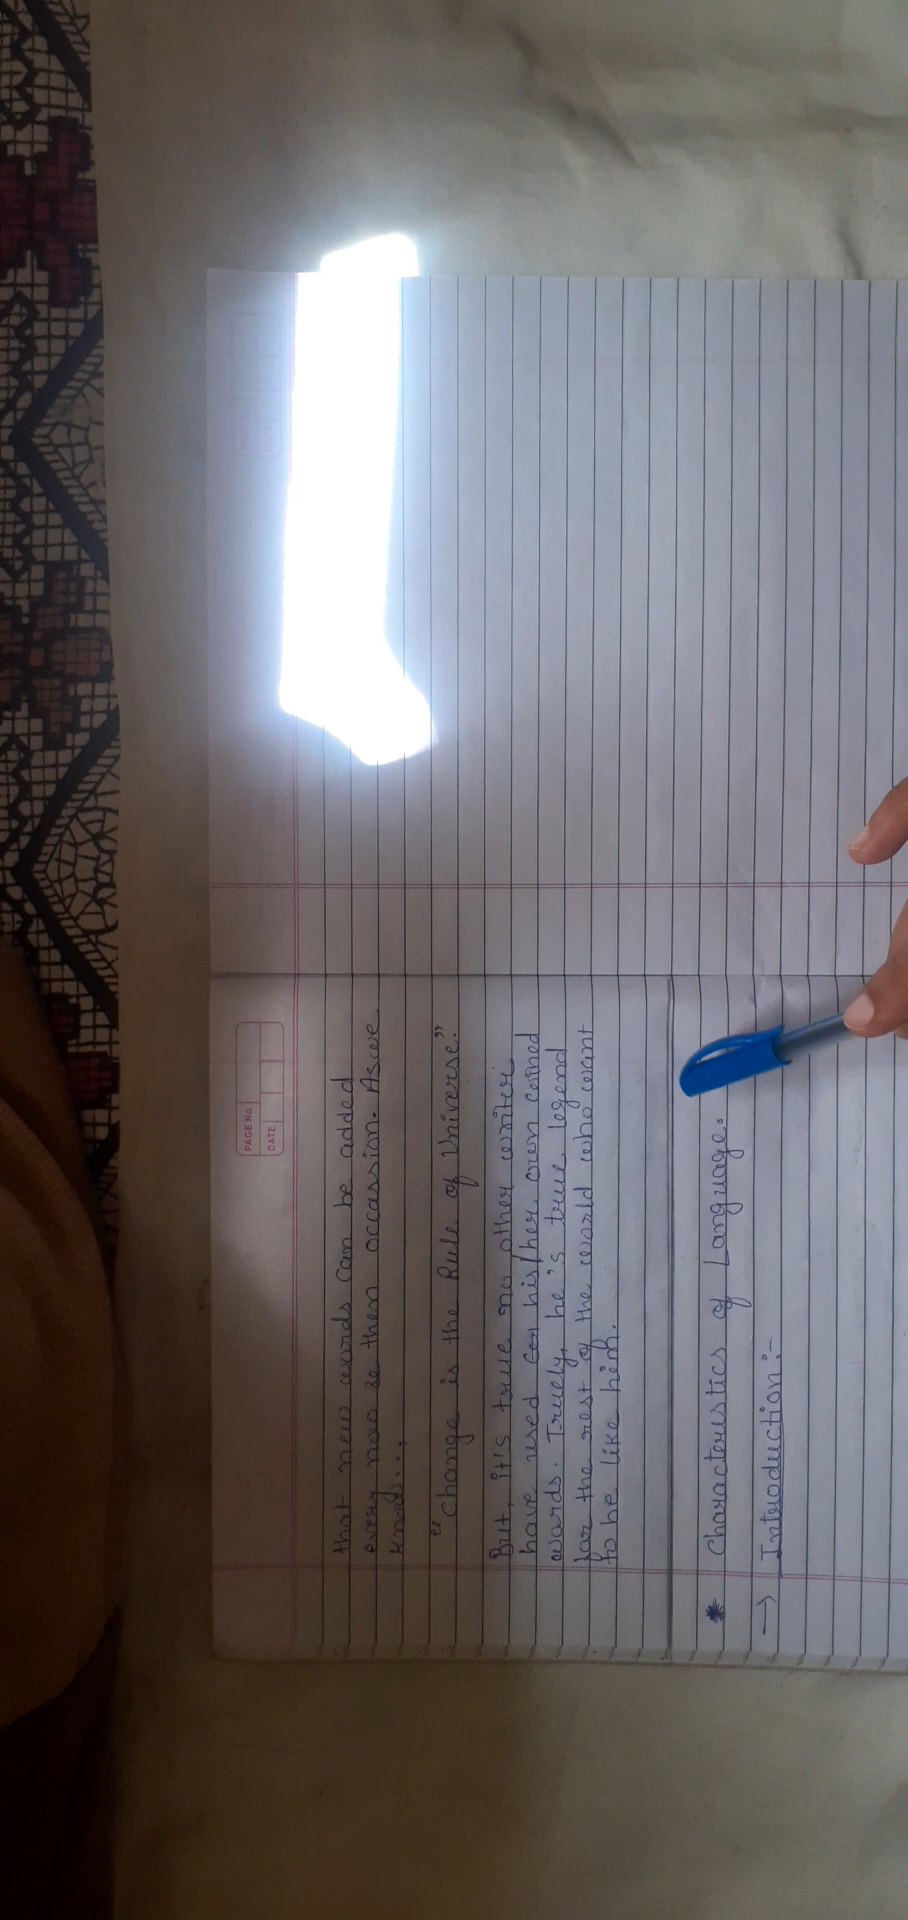 PAGE No.
DATE
that new words can be added
every now & then occassion. As we
know...,
"Change is the Rule of Universe."
But, it's true no other writer
have used his/her own coined
words. Truely, he's true legend
for the rest of the world who want
to be like him.
* Characteristics of Language.
→ Introduction:-